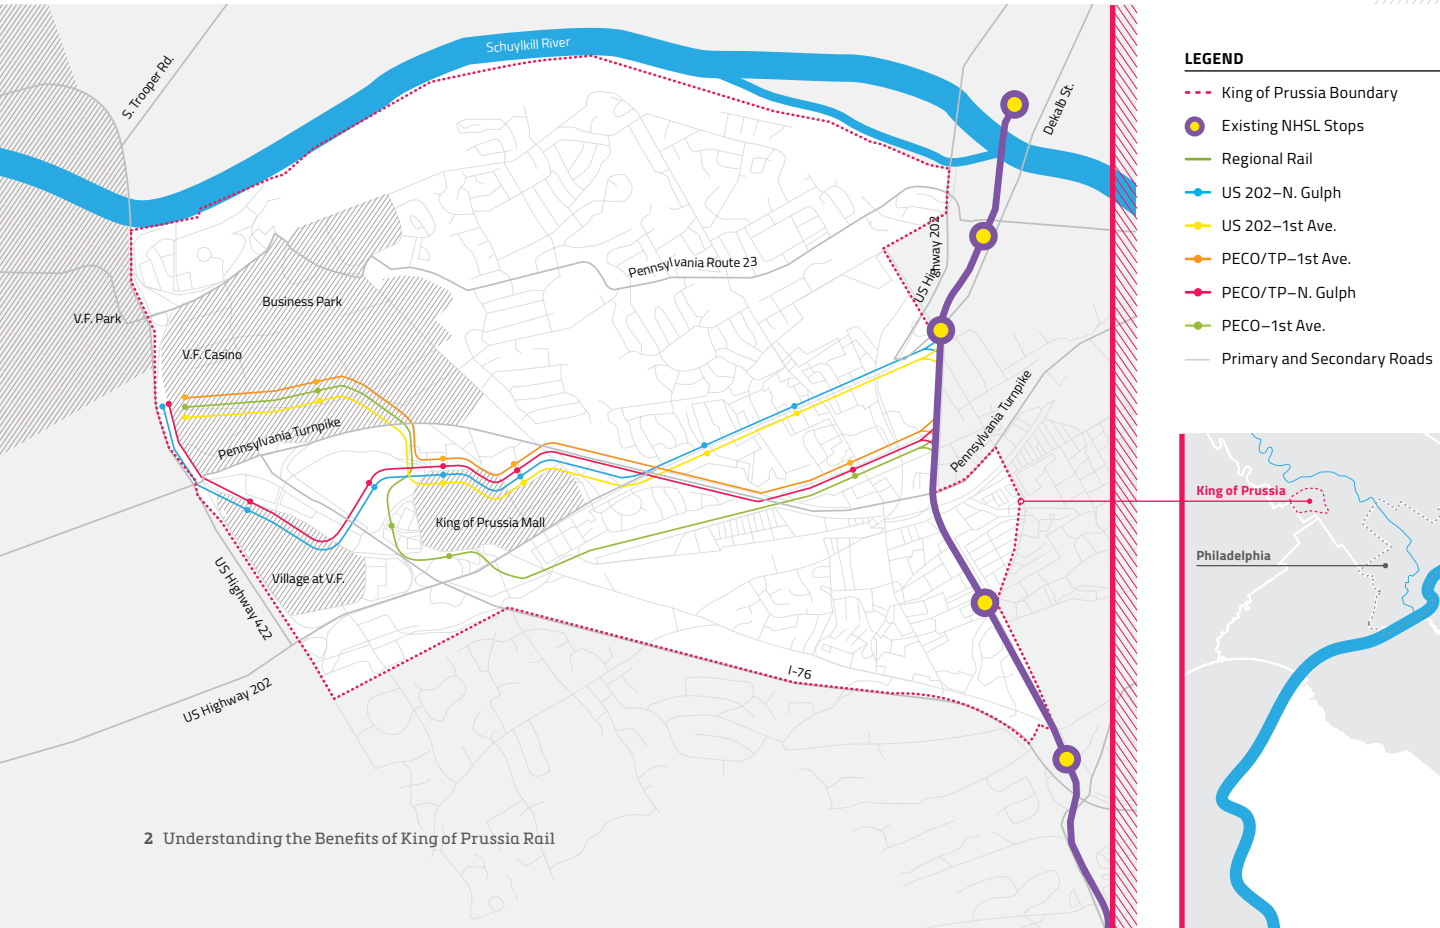 Schuylkill River
S. Trooper Rd.
Dekalb St.
US Highway 202
Pennsylvania Route 23
Business Park
V.F. Park
V.F. Casino
Pennsylvania Turnpike
Pennsylvania Turnpike
King of Prussia Mall
Village at V.F.
US Highway 422
US Highway 202
I-76
2 Understanding the Benefits of King of Prussia Rail
LEGEND
King of Prussia Boundary
Existing NHSL Stops
Regional Rail
US 202–N. Gulph
US 202–1st Ave.
PECO/TP–1st Ave.
PECO/TP–N. Gulph
PECO–1st Ave.
Primary and Secondary Roads
King of Prussia
Philadelphia